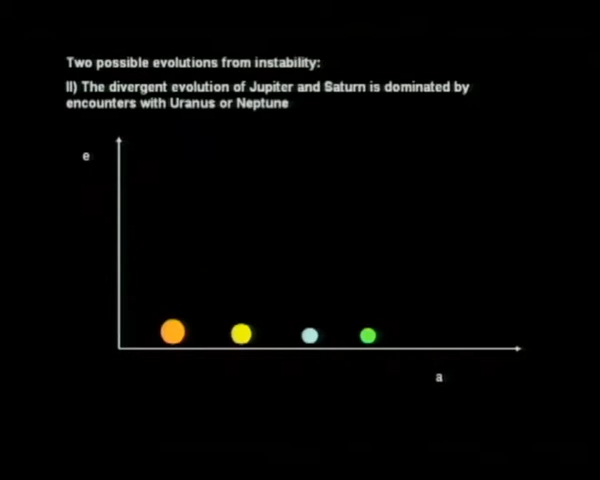 Two possible evolutions from instability:
II) The divergent evolution of Jupiter and Saturn is dominated by
encounters with Uranus or Neptune
e
a